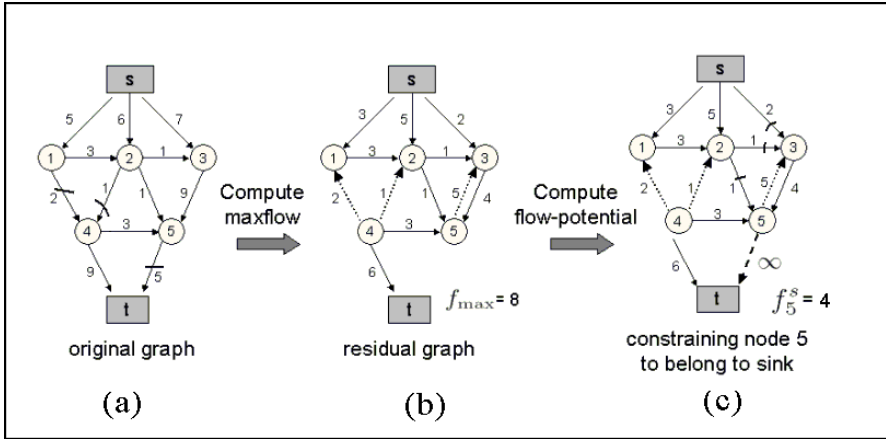 s
5 6 7
1 3 2 1 3
2 1 1 9
4 3 5
9 5
t
original graph
(a)
Compute
maxflow
s
3 5 2
1 3 2 1 3
2 1 1 5 4
4 3 5
6
t
f_max = 8
residual graph
(b)
Compute
flow-potential
s
3 5 2
1 3 2 1 3
2 1 1 5 4
4 3 5
6 ∞
t
f_5^s = 4
constraining node 5
to belong to sink
(c)